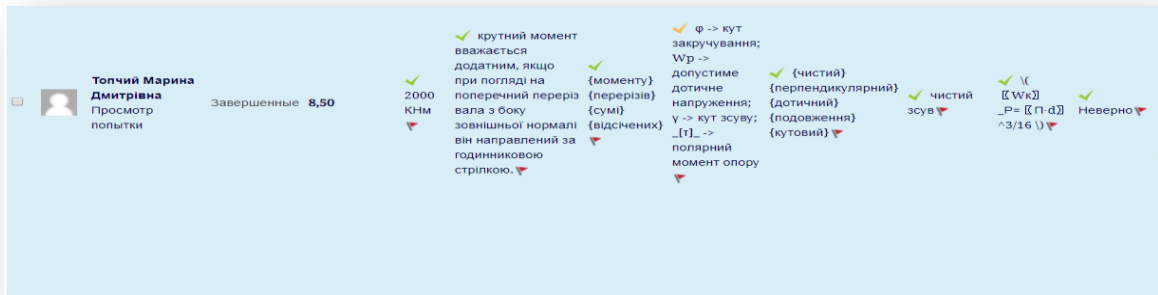 Топчий Марина
Дмитрівна
Просмотр
попытки
Завершенные
8,50
2000
КНм
крутний момент
вважається
додатним, якщо
при погляді на
поперечний переріз
вала з боку
зовнішньої нормалі
він направлений за
годинниковою
стрілкою.
{моменту}
{перерізів}
{сумі}
{відсічених}
φ -> кут
закручування;
Wp ->
допустиме
дотичне
напруження;
γ -> кут зсуву;
_[т]_ ->
полярний
момент опору
{чистий}
{перпендикулярний}
{дотичний}
{подовження}
{кутовий}
чистий
зсув
\(
〖Wк〗
_P= 〖П·d〗
^3/16 \)
Неверно